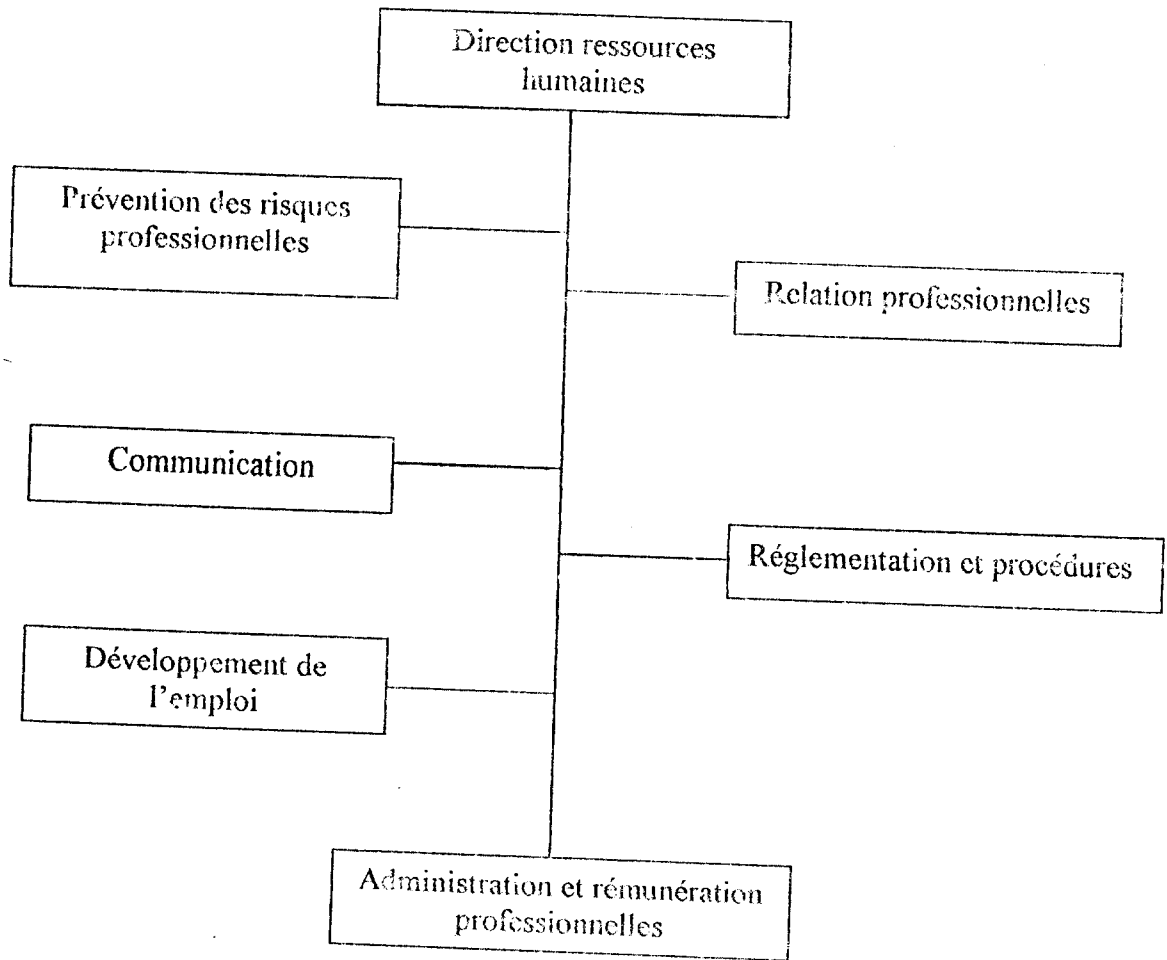 Direction ressources
humaines
Prévention des risques
professionnelles
Relation professionnelles
Communication
Réglementation et procédures
Développement de
l'emploi
Administration et rémunération
professionnelles